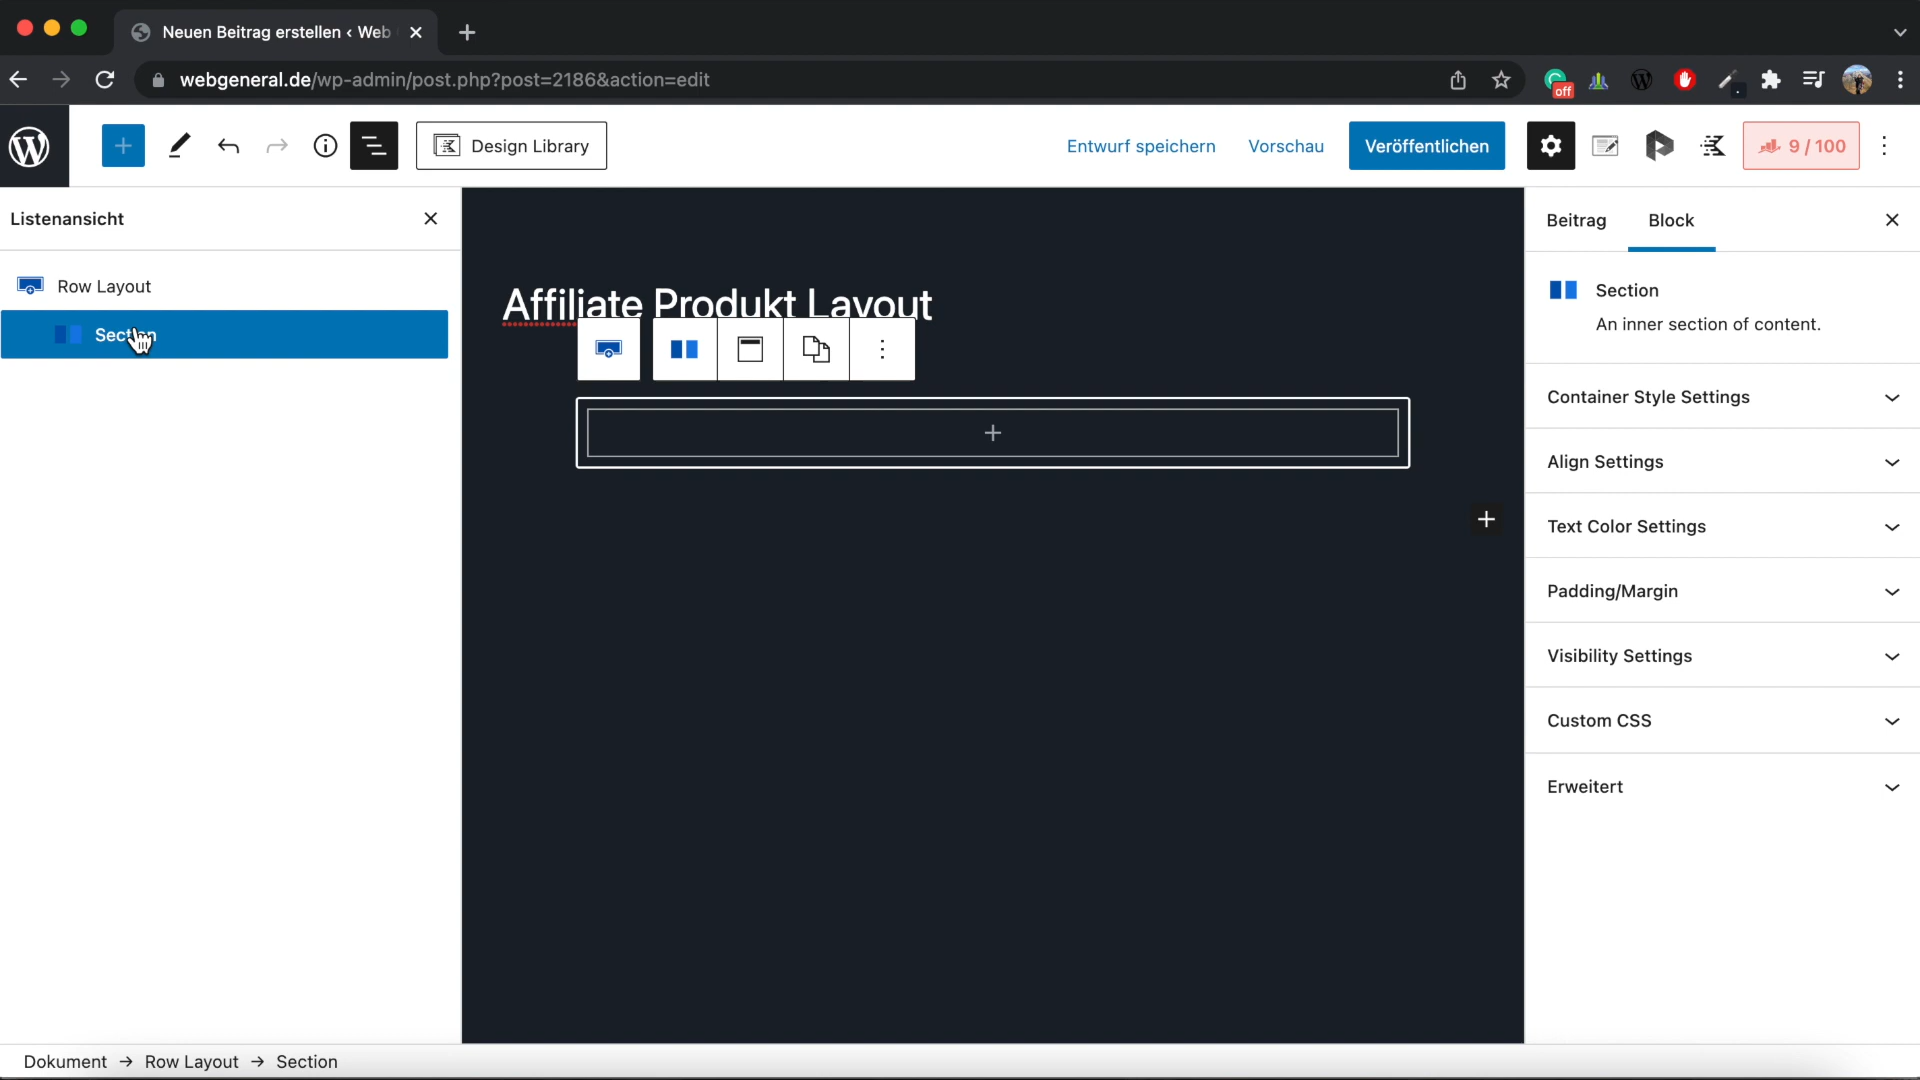 Neuen Beitrag erstellen ‹ Web
webgeneral.de/wp-admin/post.php?post=2186&action=edit
off
Design Library
Entwurf speichern
Vorschau
Veröffentlichen
9 / 100
Listenansicht
Row Layout
Section
Affiliate Produkt Layout
Beitrag
Block
Section
An inner section of content.
Container Style Settings
Align Settings
Text Color Settings
Padding/Margin
Visibility Settings
Custom CSS
Erweitert
Dokument → Row Layout → Section